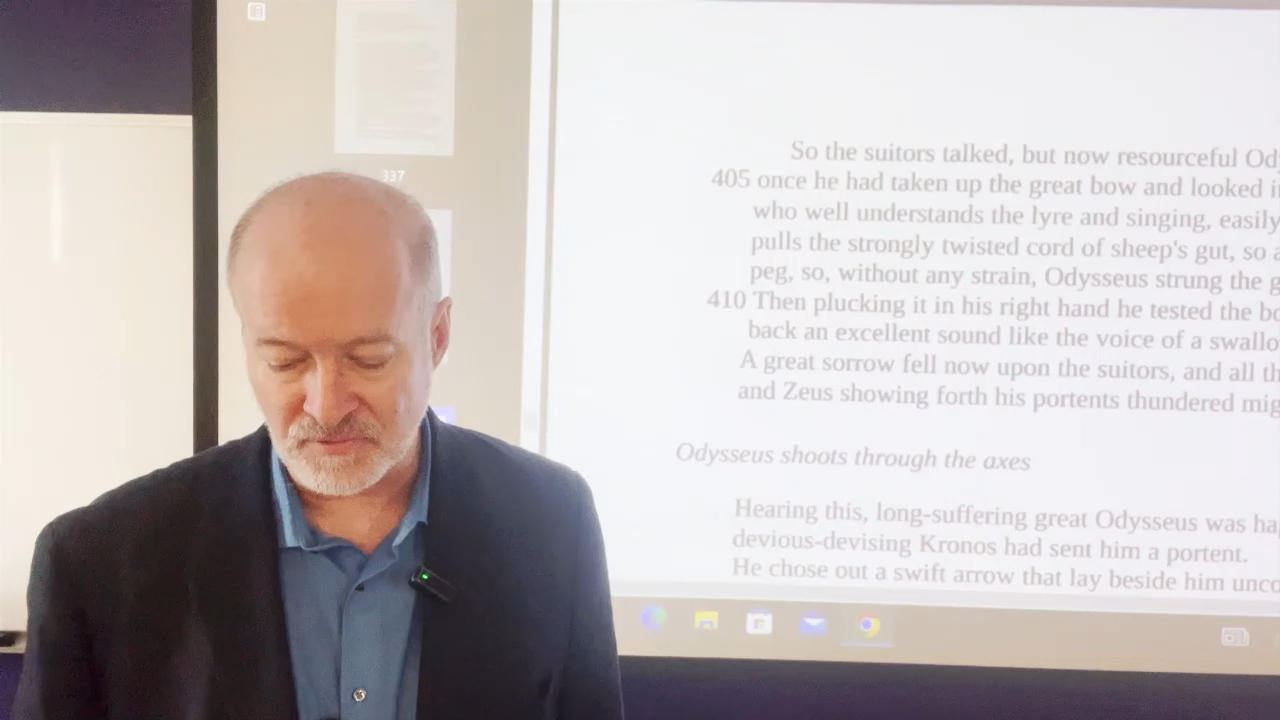 337
So the suitors talked, but now resourceful
405 once he had taken up the great bow and looked
who well understands the lyre and singing, easily
pulls the strongly twisted cord of sheep's gut, so
peg, so, without any strain, Odysseus strung the
410 Then plucking it in his right hand he tested the
back an excellent sound like the voice of a
A great sorrow fell now upon the suitors, and all
and Zeus showing forth his portents thundered
Odysseus shoots through the axes
Hearing this, long-suffering great Odysseus was
devious-devising Kronos had sent him a portent.
He chose out a swift arrow that lay beside him